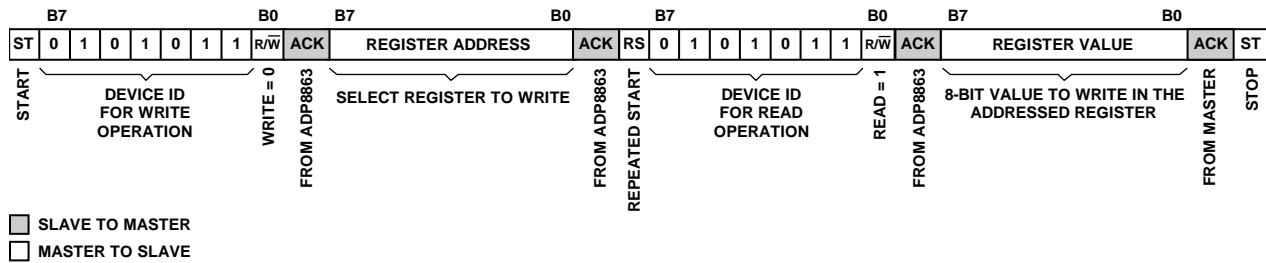 B7 B0 B7 B0 B7 B0
ST 0 1 0 1 0 1 1 R/W̅ ACK REGISTER ADDRESS ACK RS 0 1 0 1 0 1 1 R/W̅ ACK REGISTER VALUE ACK ST
START
DEVICE ID
FOR WRITE
OPERATION
WRITE = 0
FROM ADP8863
SELECT REGISTER TO WRITE
FROM ADP8863
REPEATED START
DEVICE ID
FOR READ
OPERATION
READ = 1
FROM ADP8863
8-BIT VALUE TO WRITE IN THE
ADDRESSED REGISTER
FROM MASTER
STOP
SLAVE TO MASTER
MASTER TO SLAVE